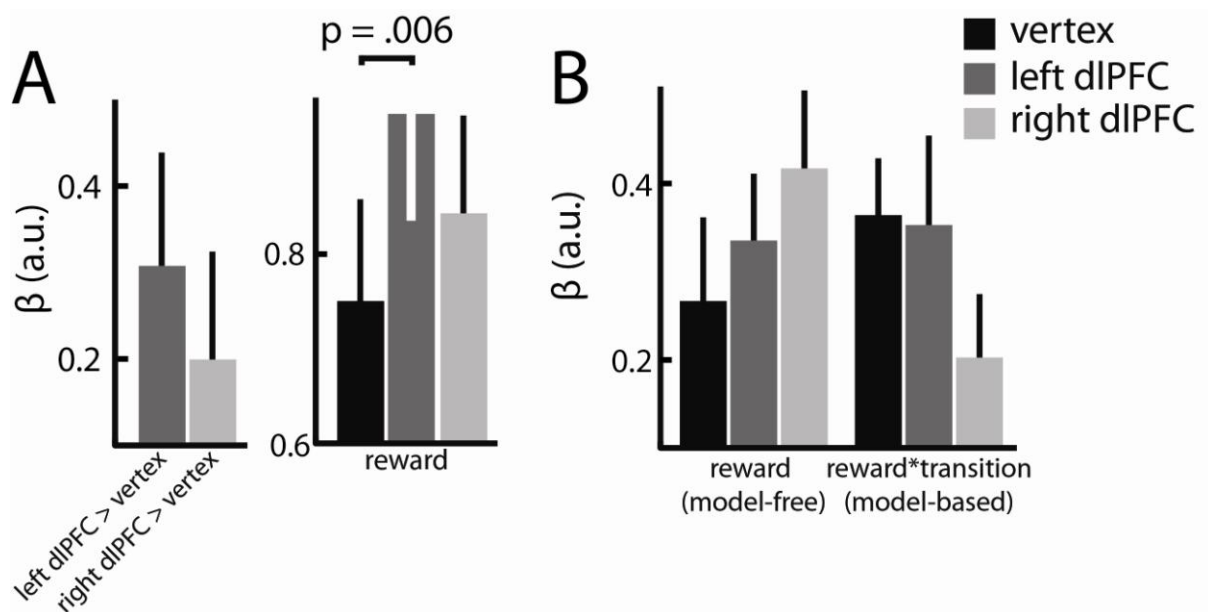 A
p = .006
B
vertex
left dlPFC
right dlPFC
β (a.u.)
0.4
0.2
left dlPFC > vertex
right dlPFC > vertex
0.8
0.6
reward
β (a.u.)
0.4
0.2
reward
(model-free)
reward*transition
(model-based)